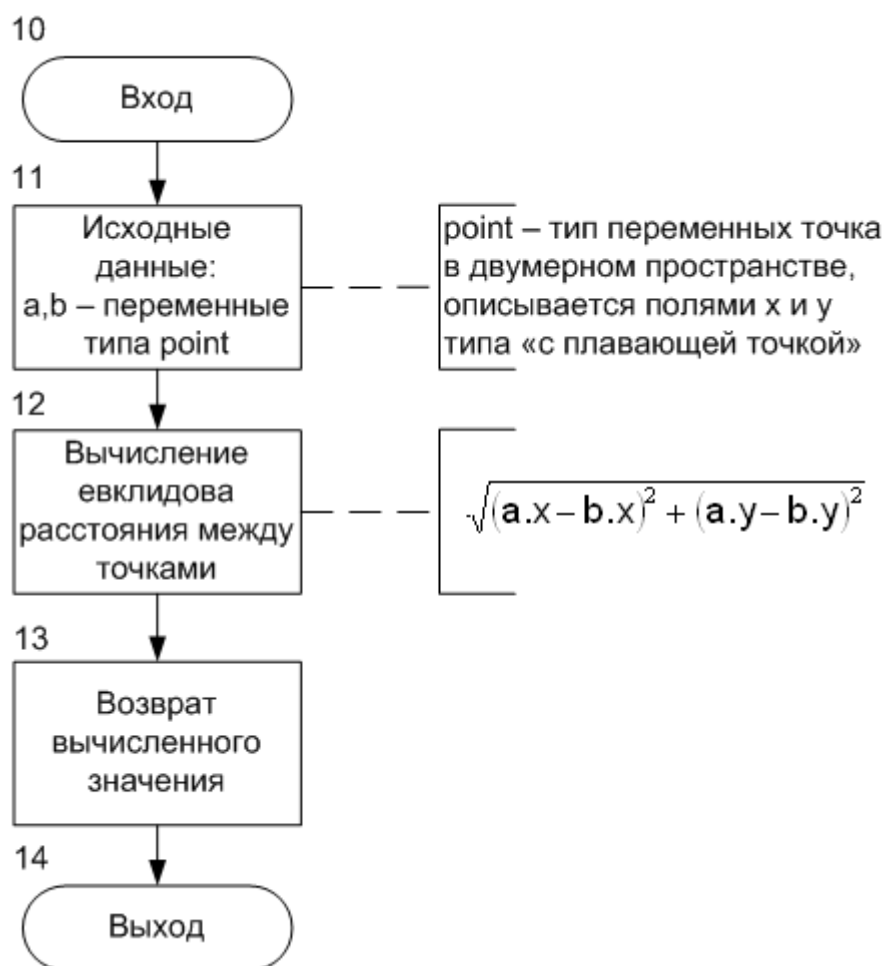 10
Вход
11
Исходные
данные:
a,b – переменные
типа point
point – тип переменных точка
в двумерном пространстве,
описывается полями x и y
типа «с плавающей точкой»
12
Вычисление
евклидова
расстояния между
точками
√(a.x–b.x)² + (a.y–b.y)²
13
Возврат
вычисленного
значения
14
Выход